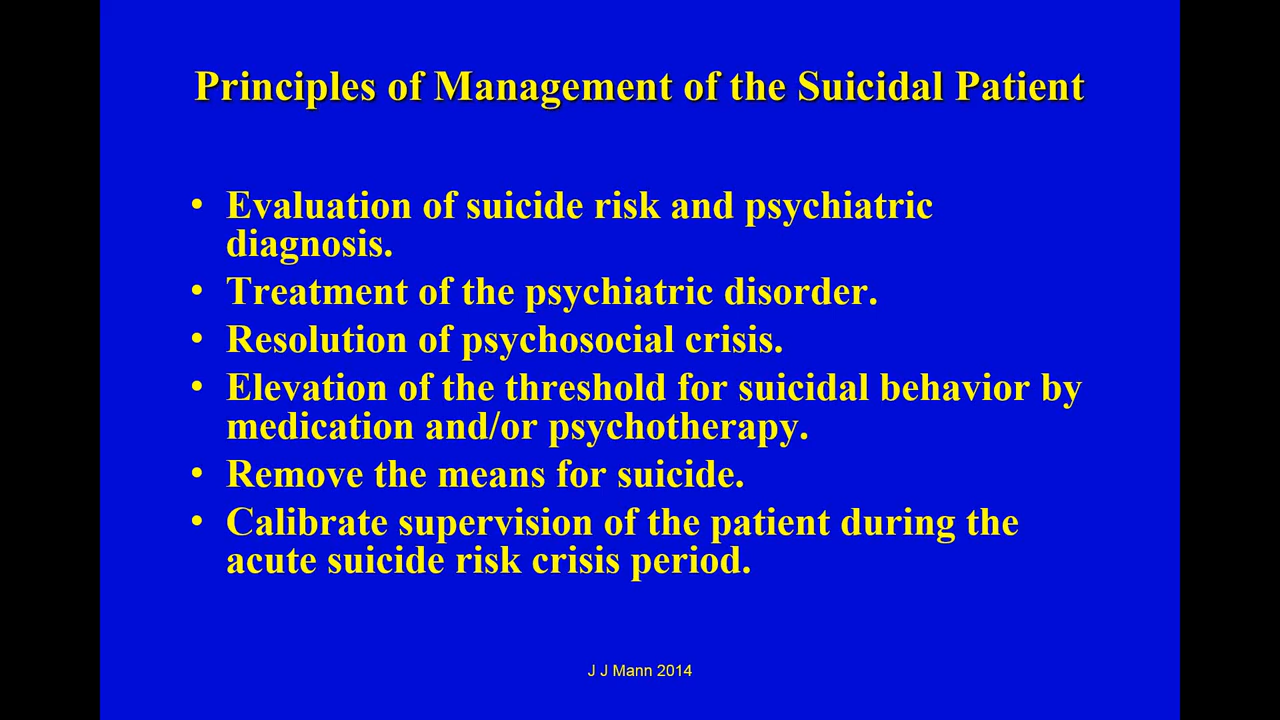 Principles of Management of the Suicidal Patient
• Evaluation of suicide risk and psychiatric
diagnosis.
• Treatment of the psychiatric disorder.
• Resolution of psychosocial crisis.
• Elevation of the threshold for suicidal behavior by
medication and/or psychotherapy.
• Remove the means for suicide.
• Calibrate supervision of the patient during the
acute suicide risk crisis period.
J J Mann 2014